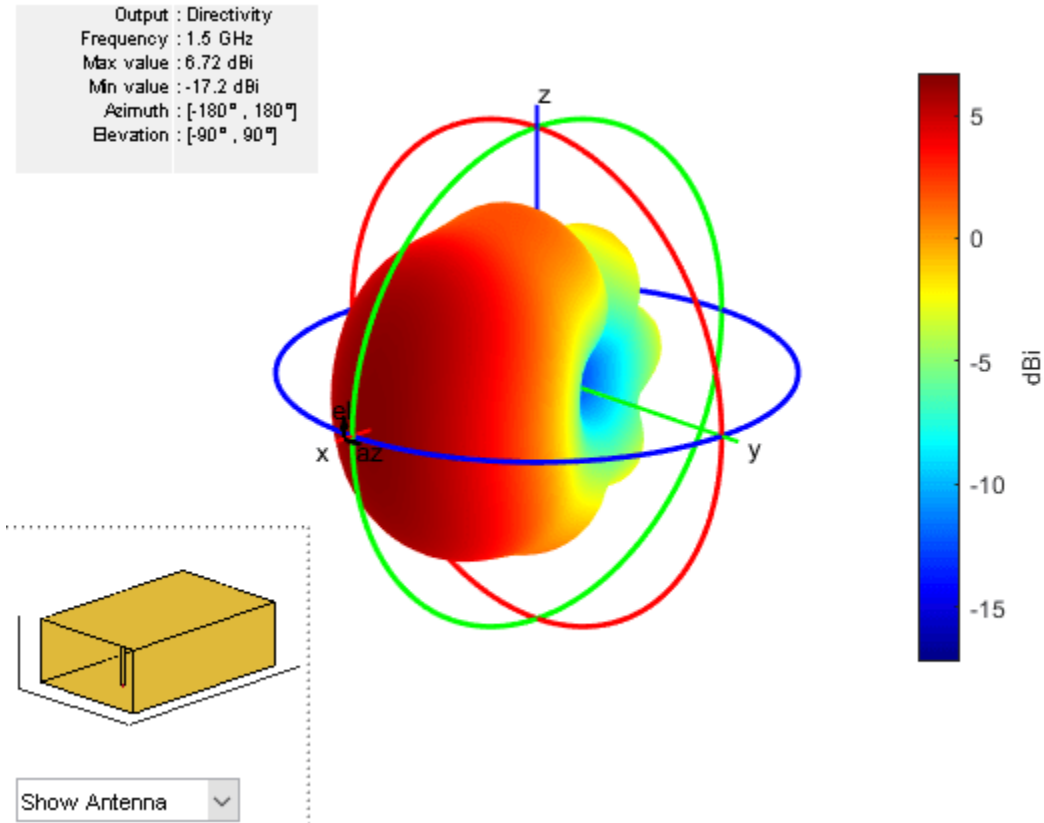 Output : Directivity
Frequency : 1.5 GHz
Max value : 6.72 dBi
Min value : -17.2 dBi
Azimuth : [-180° , 180°]
Elevation : [-90° , 90°]
z
x
az
y
5
0
-5
-10
-15
dBi
Show Antenna